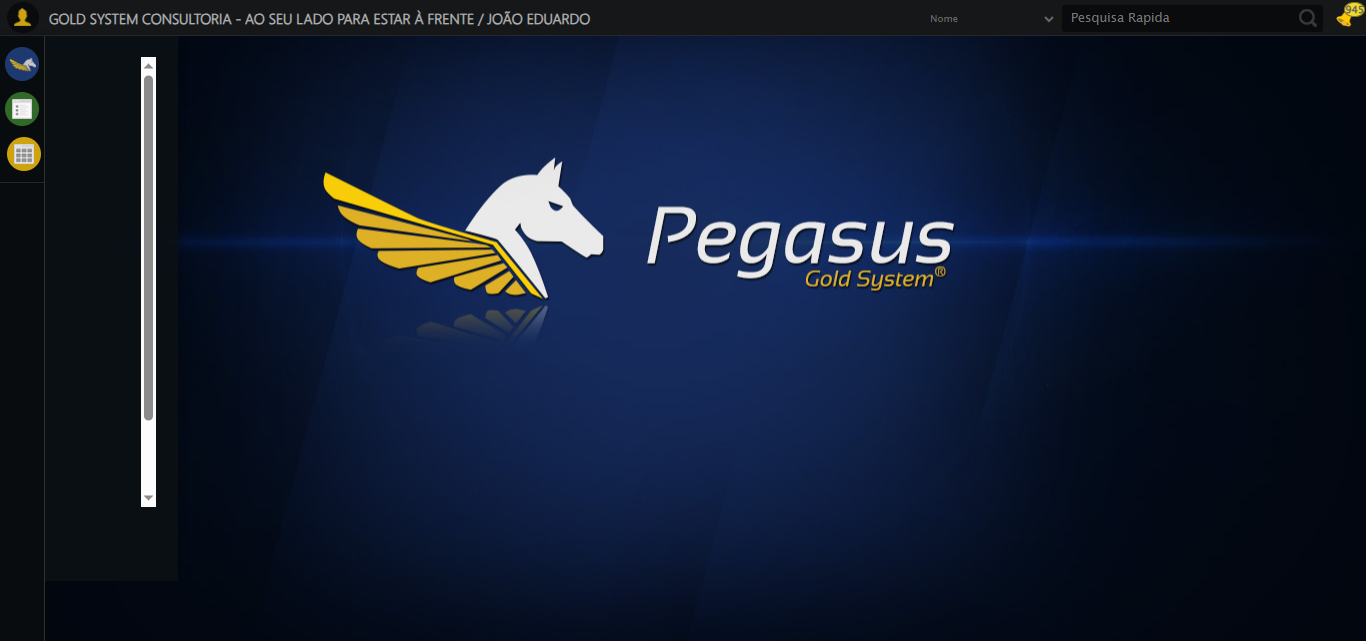 GOLD SYSTEM CONSULTORIA - AO SEU LADO PARA ESTAR À FRENTE / JOÃO EDUARDO
Nome
Pesquisa Rapida
945
Pegasus
Gold System®